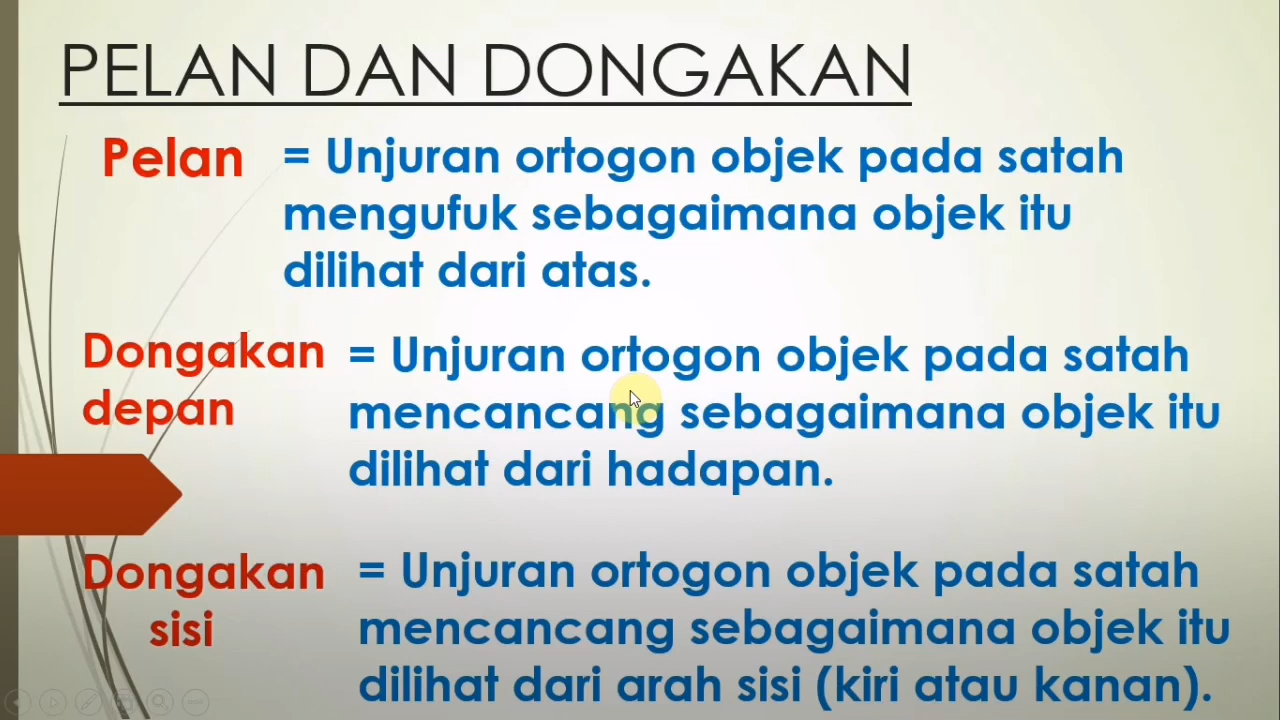 PELAN DAN DONGAKAN
Pelan = Unjuran ortogon objek pada satah
mengufuk sebagaimana objek itu
dilihat dari atas.
Dongakan = Unjuran ortogon objek pada satah
depan mencancang sebagaimana objek itu
dilihat dari hadapan.
Dongakan = Unjuran ortogon objek pada satah
sisi mencancang sebagaimana objek itu
dilihat dari arah sisi (kiri atau kanan).